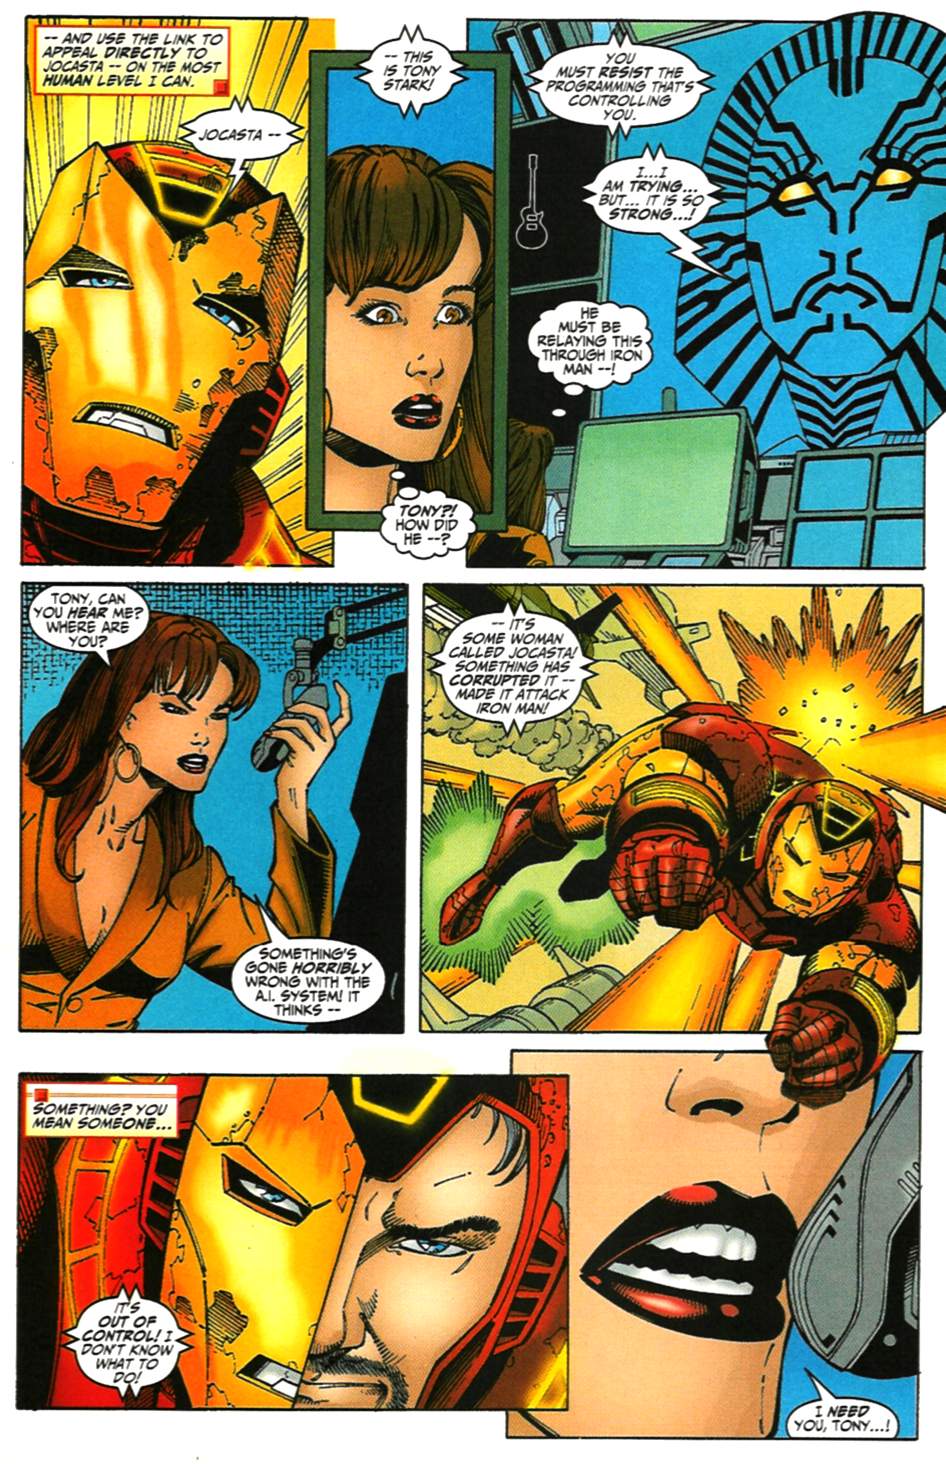 -- AND USE THE LINK TO
APPEAL DIRECTLY TO
JOCASTA -- ON THE MOST
HUMAN LEVEL I CAN.
JOCASTA --
-- THIS
IS TONY
STARK!
TONY?!
HOW DID
HE --?
YOU
MUST RESIST THE
PROGRAMMING THAT'S
CONTROLLING
YOU.
I...I
AM TRYING...
BUT... IT IS SO
STRONG...!
HE
MUST BE
RELAYING THIS
THROUGH IRON
MAN --!
TONY, CAN
YOU HEAR ME?
WHERE ARE
YOU?
SOMETHING'S
GONE HORRIBLY
WRONG WITH THE
A.I. SYSTEM! IT
THINKS --
-- IT'S
SOME WOMAN
CALLED JOCASTA!
SOMETHING HAS
CORRUPTED IT --
MADE IT ATTACK
IRON MAN!
SOMETHING? YOU
MEAN SOMEONE...
IT'S
OUT OF
CONTROL! I
DON'T KNOW
WHAT TO
DO!
I NEED
YOU, TONY...!